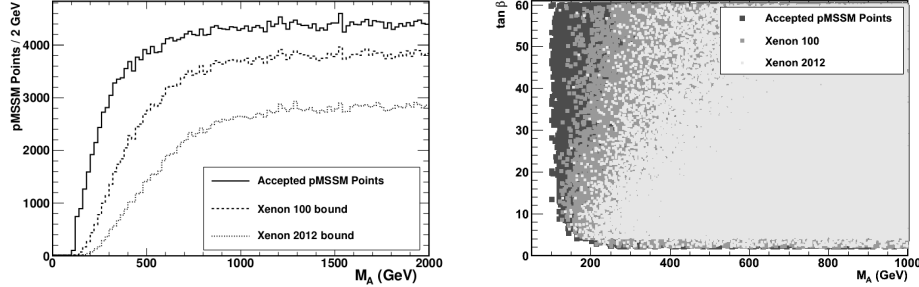 pMSSM Points / 2 GeV
4000
3000
2000
1000
0
Accepted pMSSM Points
Xenon 100 bound
Xenon 2012 bound
0 500 1000 1500 2000
M_A (GeV)
tan β
60
50
40
30
20
10
0
Accepted pMSSM Points
Xenon 100
Xenon 2012
200 400 600 800 1000
M_A (GeV)